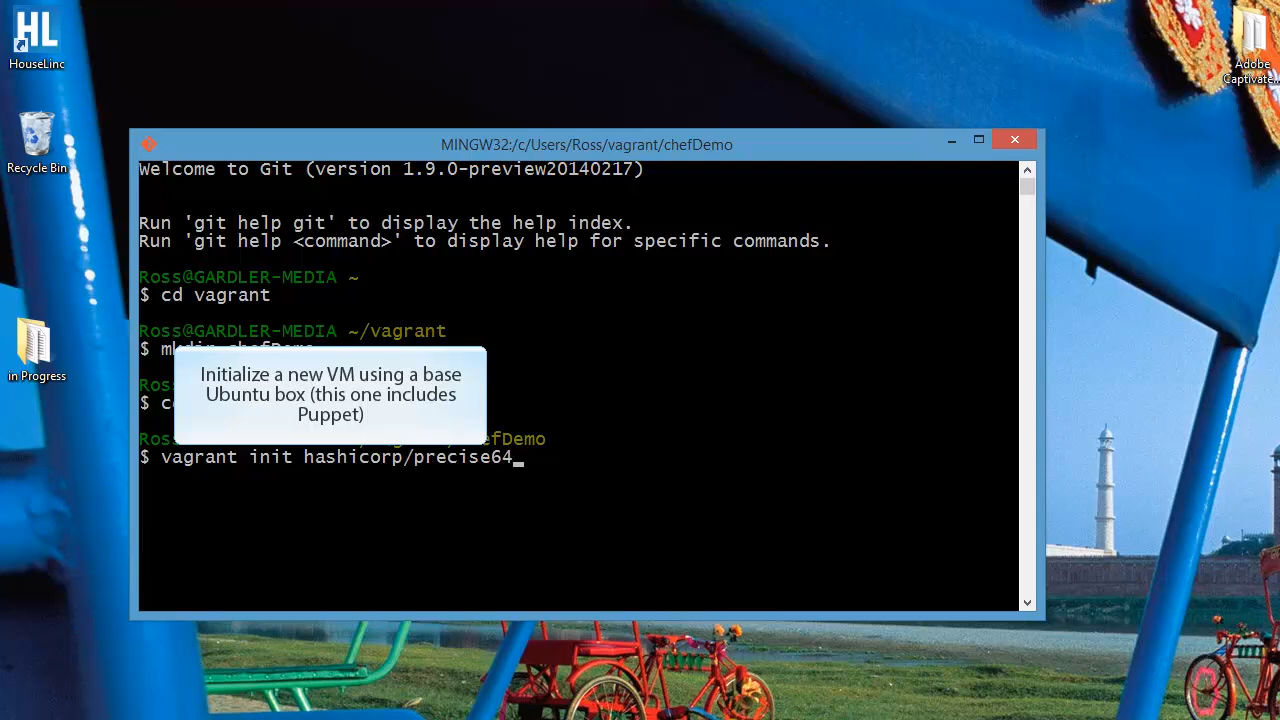 HL
HouseLinc
Recycle Bin
in Progress
Adobe
Captivate...
MINGW32:/c/Users/Ross/vagrant/chefDemo
Welcome to Git (version 1.9.0-preview20140217)
Run 'git help git' to display the help index.
Run 'git help <command>' to display help for specific commands.
Ross@GARDLER-MEDIA ~
$ cd vagrant
Ross@GARDLER-MEDIA ~/vagrant
$
$
Initialize a new VM using a base
Ubuntu box (this one includes
Puppet)
$ vagrant init hashicorp/precise64